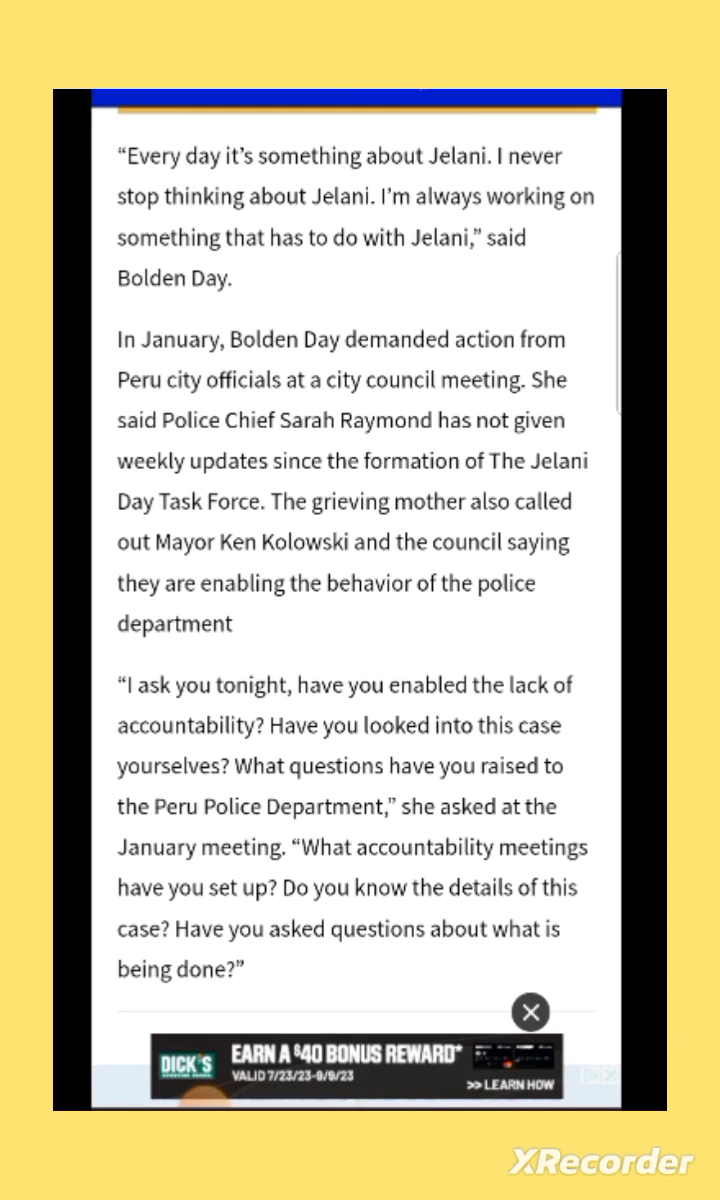 “Every day it’s something about Jelani. I never
stop thinking about Jelani. I’m always working on
something that has to do with Jelani,” said
Bolden Day.
In January, Bolden Day demanded action from
Peru city officials at a city council meeting. She
said Police Chief Sarah Raymond has not given
weekly updates since the formation of The Jelani
Day Task Force. The grieving mother also called
out Mayor Ken Kolowski and the council saying
they are enabling the behavior of the police
department
“I ask you tonight, have you enabled the lack of
accountability? Have you looked into this case
yourselves? What questions have you raised to
the Peru Police Department,” she asked at the
January meeting. “What accountability meetings
have you set up? Do you know the details of this
case? Have you asked questions about what is
being done?”
DICK'S
SPORTING GOODS
EARN A $40 BONUS REWARD*
VALID 7/23/23-9/9/23
>> LEARN HOW
XRecorder